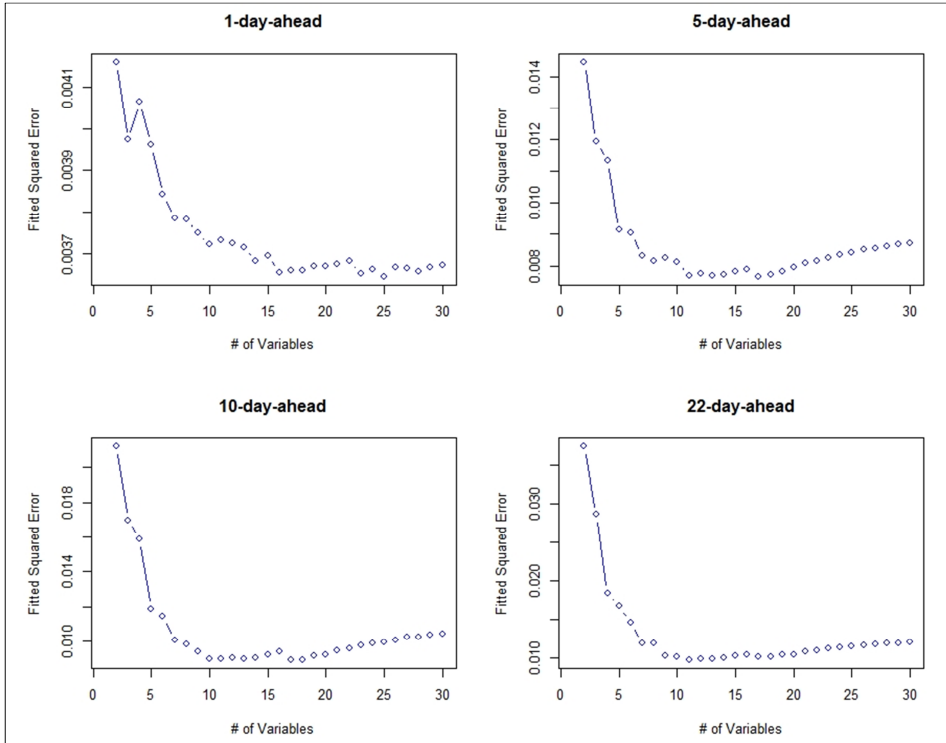 1-day-ahead
Fitted Squared Error
0.0041
0.0039
0.0037
0 5 10 15 20 25 30
# of Variables
5-day-ahead
Fitted Squared Error
0.014
0.012
0.010
0.008
0 5 10 15 20 25 30
# of Variables
10-day-ahead
Fitted Squared Error
0.018
0.014
0.010
0 5 10 15 20 25 30
# of Variables
22-day-ahead
Fitted Squared Error
0.030
0.020
0.010
0 5 10 15 20 25 30
# of Variables